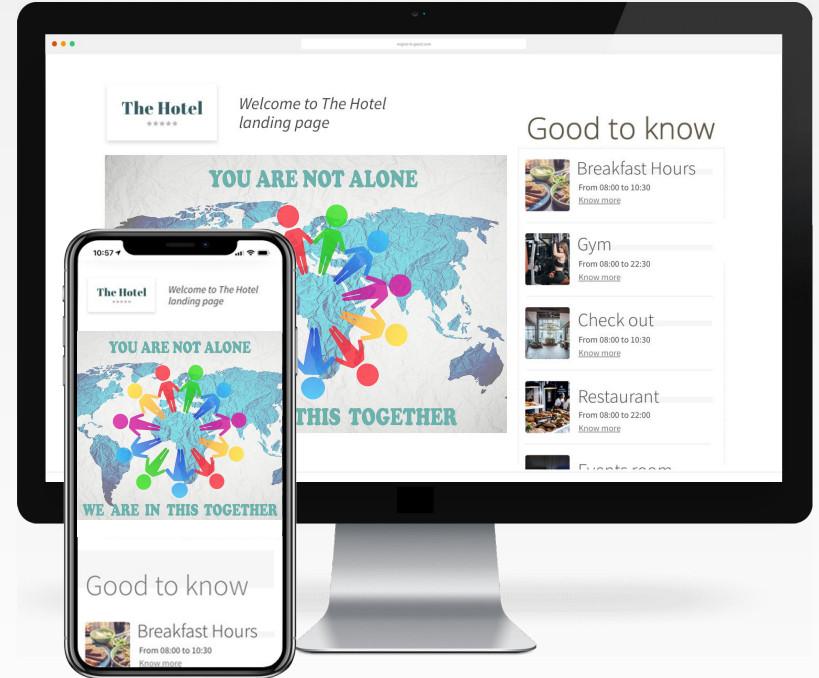 The Hotel
Welcome to The Hotel
landing page
Good to know
YOU ARE NOT ALONE
THIS TOGETHER
Breakfast Hours
From 08:00 to 10:30
Know more
Gym
From 08:00 to 22:30
Know more
Check out
From 08:00 to 10:30
Know more
Restaurant
From 08:00 to 22:00
Know more
Events room
10:57
The Hotel
Welcome to The Hotel
landing page
YOU ARE NOT ALONE
WE ARE IN THIS TOGETHER
Good to know
Breakfast Hours
From 08:00 to 10:30
Know more